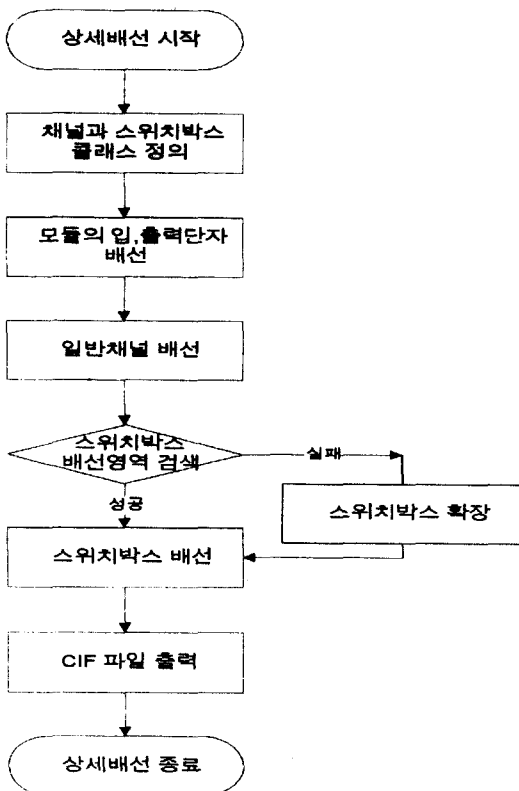 상세배선 시작
채널과 스위치박스
클래스 정의
모듈의 입,출력단자
배선
일반채널 배선
스위치박스
배선영역 검색
실패
성공
스위치박스 확장
스위치박스 배선
CIF 파일 출력
상세배선 종료